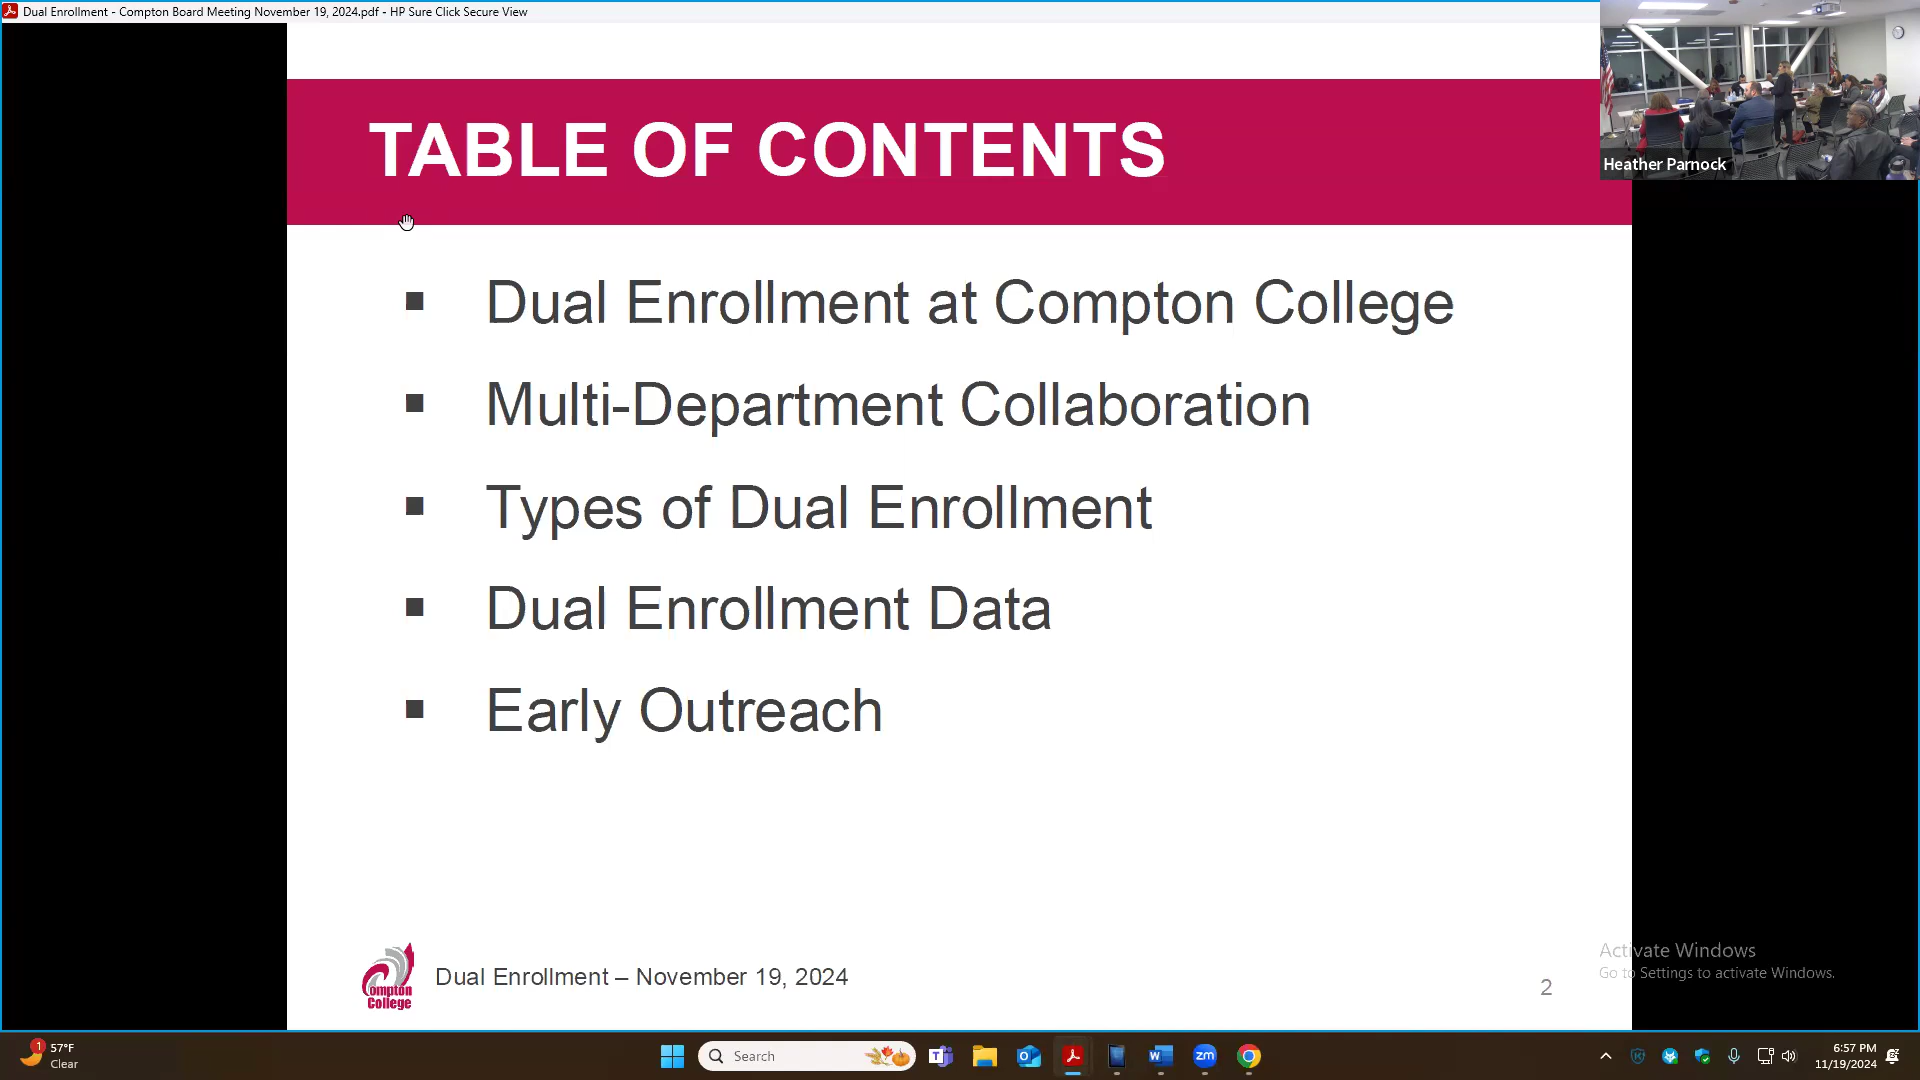 Dual Enrollment - Compton Board Meeting November 19, 2024.pdf - HP Sure Click Secure View
Heather Parnock
TABLE OF CONTENTS
Dual Enrollment at Compton College
Multi-Department Collaboration
Types of Dual Enrollment
Dual Enrollment Data
Early Outreach
Compton
College
Dual Enrollment – November 19, 2024
2
Activate Windows
Go to Settings to activate Windows.
1
57°F
Clear
Search
T
W
zm
6:57 PM
11/19/2024